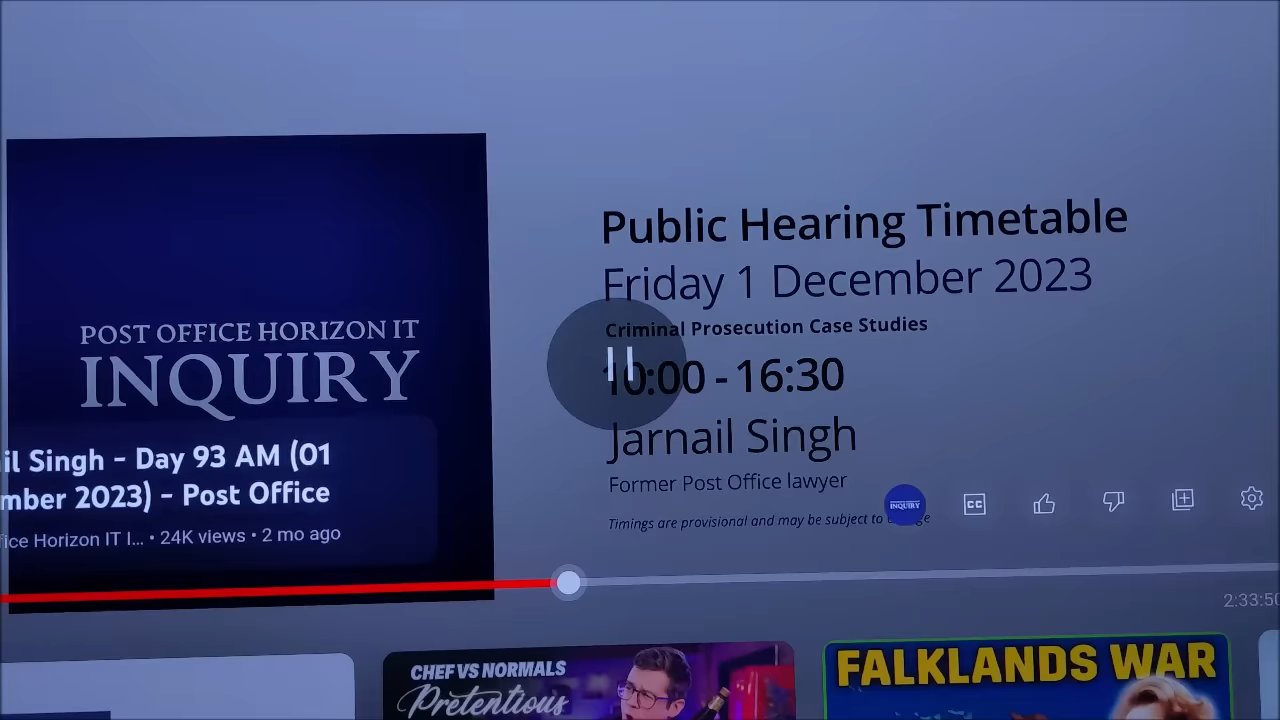 Public Hearing Timetable
Friday 1 December 2023
Criminal Prosecution Case Studies
10:00 - 16:30
Jarnail Singh
Former Post Office lawyer
Timings are provisional and may be subject to
POST OFFICE HORIZON IT
INQUIRY
il Singh - Day 93 AM (01
mber 2023) - Post Office
fice Horizon IT I... • 24K views • 2 mo ago
INQUIRY
CC
2:33:50
CHEF VS NORMALS
Pretentious
FALKLANDS WAR